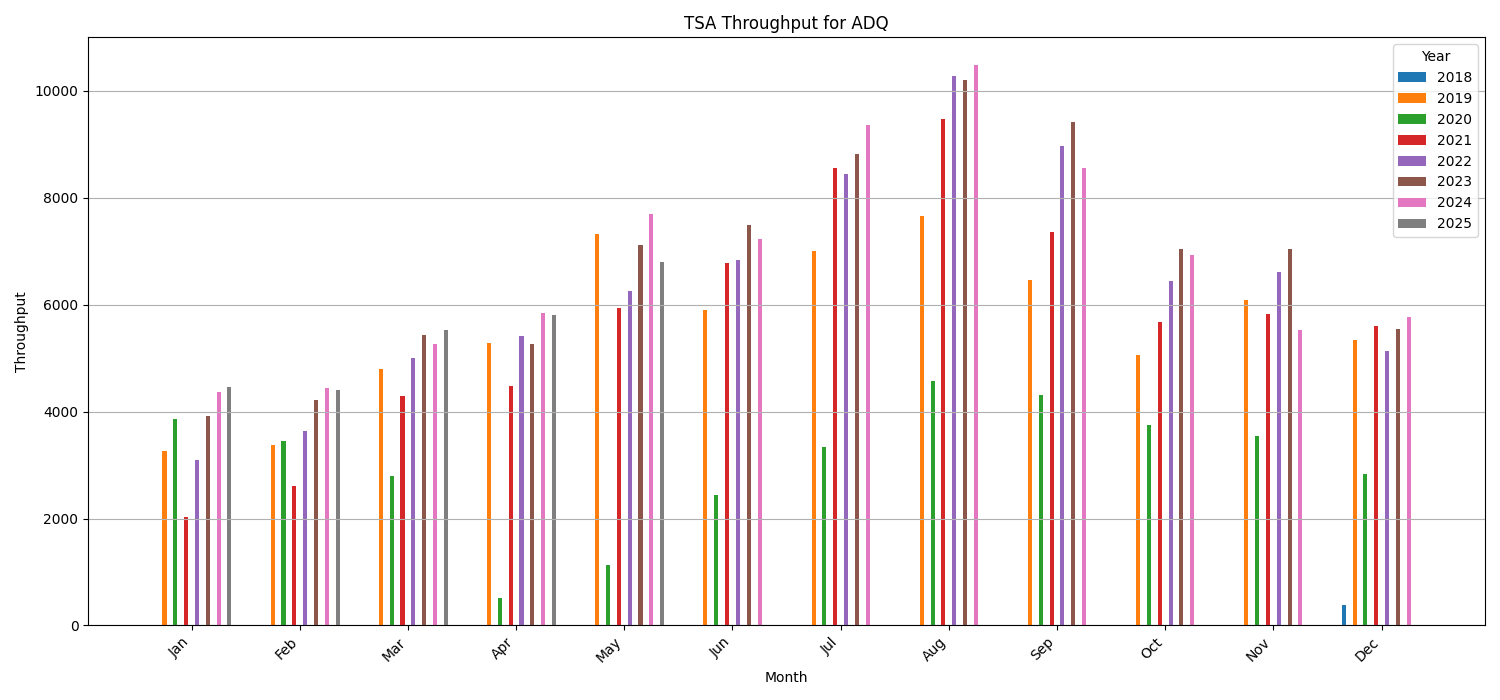 TSA Throughput for ADQ
Year
2018
2019
2020
2021
2022
2023
2024
2025
Throughput
10000
8000
6000
4000
2000
0
Jan
Feb
Mar
Apr
May
Jun
Jul
Aug
Sep
Oct
Nov
Dec
Month